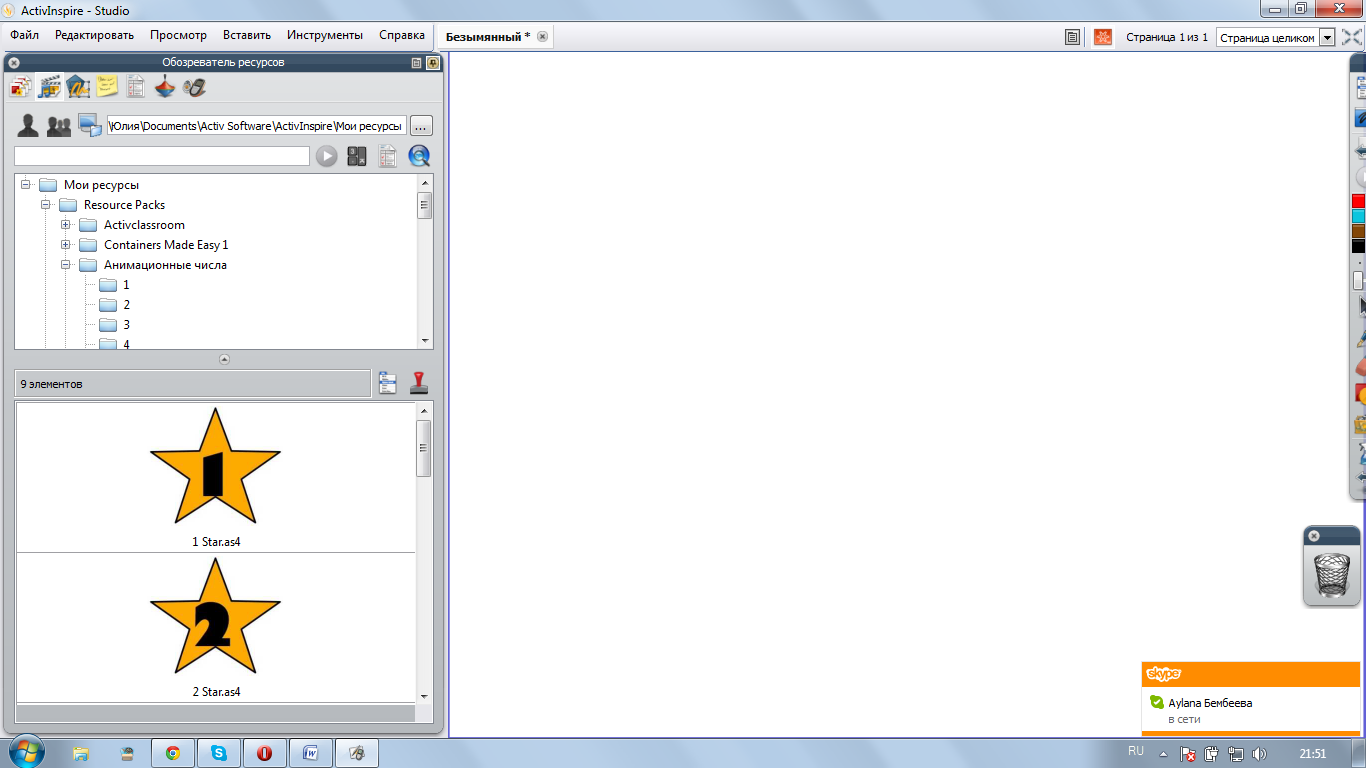 ActivInspire - Studio
Файл Редактировать Просмотр Вставить Инструменты Справка
Безымянный *
Страница 1 из 1
Страница целиком
Обозреватель ресурсов
\Юлия\Documents\Activ Software\ActivInspire\Мои ресурсы
...
Мои ресурсы
Resource Packs
Activclassroom
Containers Made Easy 1
Анимационные числа
1
2
3
4
9 элементов
1
1 Star.as4
2
2 Star.as4
skype
Aylana Бембеева
в сети
RU
21:51